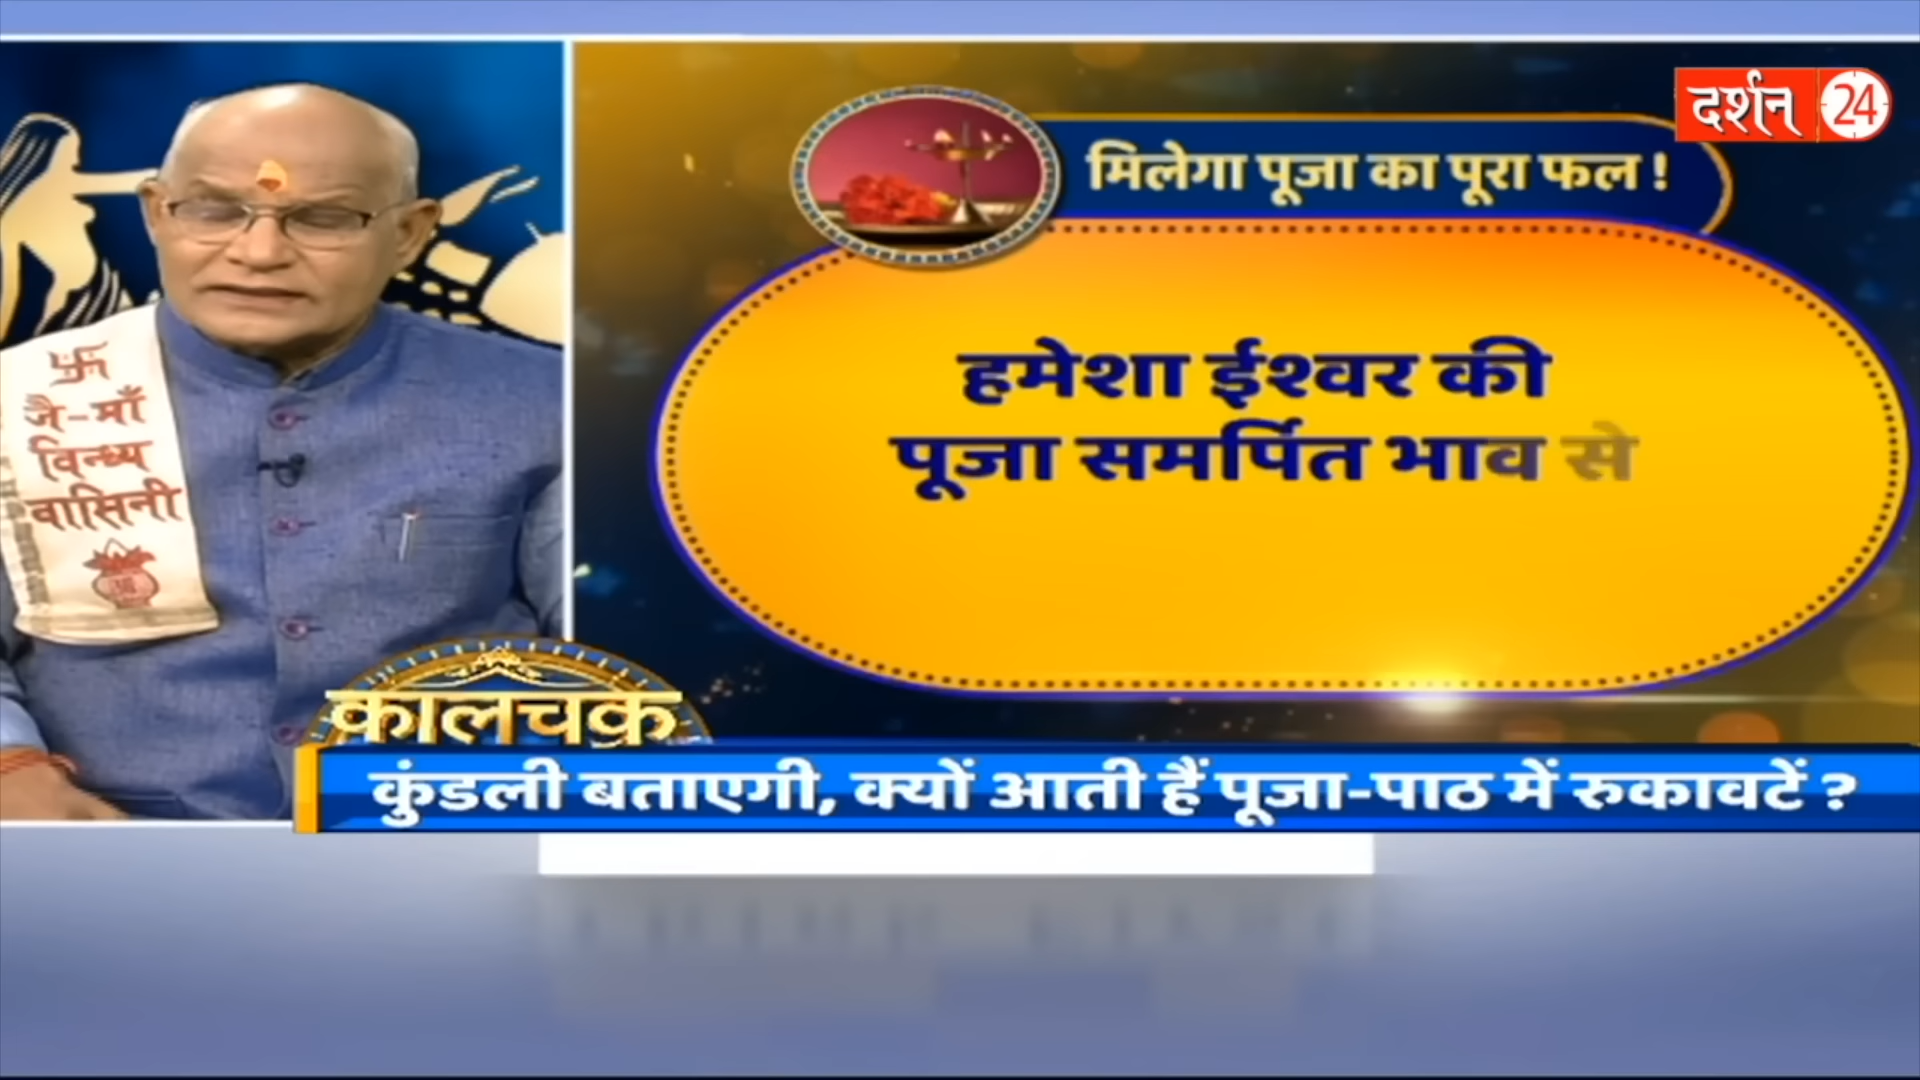 दर्शन 24
मिलेगा पूजा का पूरा फल !
हमेशा ईश्वर की
पूजा समर्पित भाव से
जै-माँ
विन्ध्य
वासिनी
कालचक्र
कुंडली बताएगी, क्यों आती हैं पूजा-पाठ में रुकावटें ?